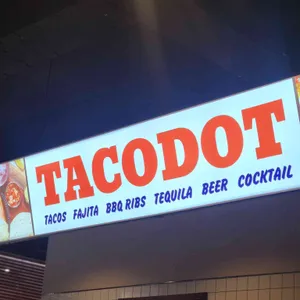 TACODOT
TACOS FAJITA BBQ RIBS TEQUILA BEER COCKTAIL